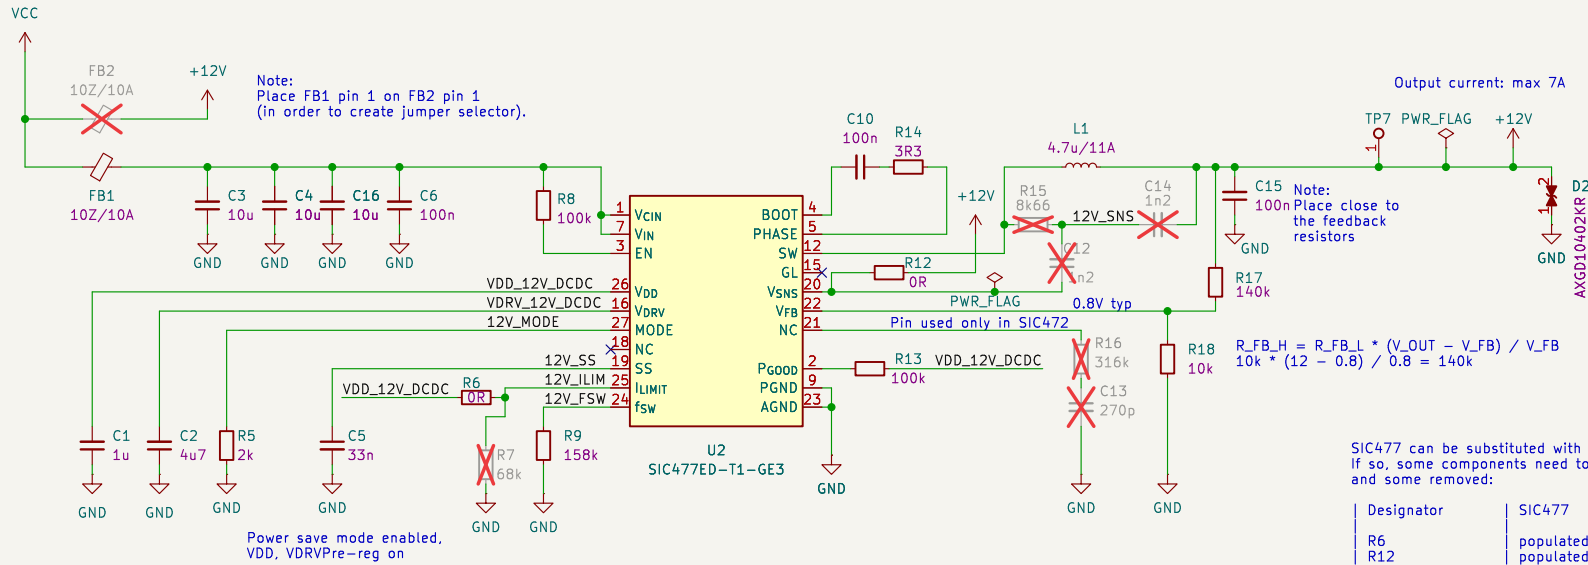 VCC
FB2
10Z/10A
+12V
Note:
Place FB1 pin 1 on FB2 pin 1
(in order to create jumper selector).
FB1
10Z/10A
C3
10u
GND
C4
10u
GND
C16
10u
GND
C6
100n
GND
R8
100k
1
7
3
26
16
27
18
19
25
24
VCIN
VIN
EN
VDD
VDRV
MODE
NC
SS
ILIMIT
fSW
BOOT
PHASE
SW
GL
VSNS
VFB
NC
PGOOD
PGND
AGND
4
5
12
15
20
22
21
2
9
23
U2
SIC477ED-T1-GE3
VDD_12V_DCDC
VDRV_12V_DCDC
12V_MODE
12V_SS
12V_ILIM
12V_FSW
VDD_12V_DCDC
R6
0R
C1
1u
GND
C2
4u7
GND
R5
2k
GND
C5
33n
GND
R7
68k
GND
R9
158k
GND
Power save mode enabled,
VDD, VDRVPre-reg on
C10
100n
R14
3R3
+12V
R12
0R
PWR_FLAG
L1
4.7u/11A
R15
8k66
12V_SNS
C14
1n2
C12
1n2
0.8V typ
Pin used only in SIC472
R13
100k
VDD_12V_DCDC
GND
R16
316k
C13
270p
GND
R18
10k
GND
R17
140k
C15
100n
GND
Note:
Place close to
the feedback
resistors
Output current: max 7A
TP7
1
PWR_FLAG
+12V
2
1
D2
AXGD10402KR
GND
R_FB_H = R_FB_L * (V_OUT - V_FB) / V_FB
10k * (12 - 0.8) / 0.8 = 140k
SIC477 can be substituted with
If so, some components need to
and some removed:
| Designator | SIC477
| |
| R6 | populated
| R12 | populated